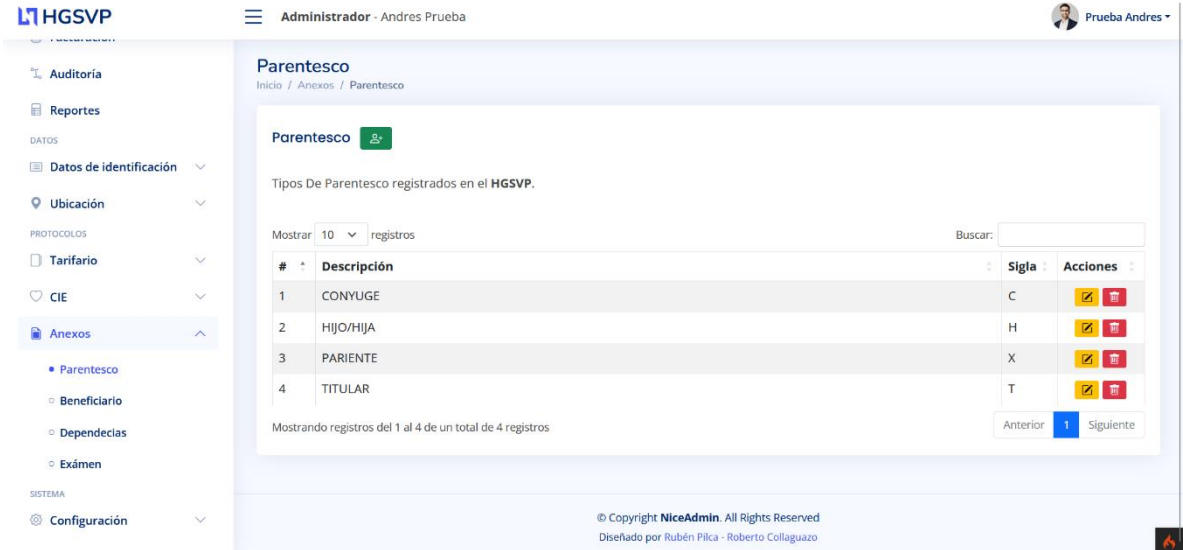 HGSVP
Administrador - Andres Prueba
Prueba Andres
Facturación
Auditoría
Reportes
DATOS
Datos de identificación
Ubicación
PROTOCOLOS
Tarifario
CIE
Anexos
Parentesco
Beneficiario
Dependecias
Exámen
SISTEMA
Configuración
Parentesco
Inicio / Anexos / Parentesco
Parentesco
Tipos De Parentesco registrados en el HGSVP.
Mostrar 10 registros
Buscar:
# Descripción Sigla Acciones
1 CONYUGE C
2 HIJO/HIJA H
3 PARIENTE X
4 TITULAR T
Mostrando registros del 1 al 4 de un total de 4 registros
Anterior 1 Siguiente
© Copyright NiceAdmin. All Rights Reserved
Diseñado por Rubén Pilca - Roberto Collaguazo